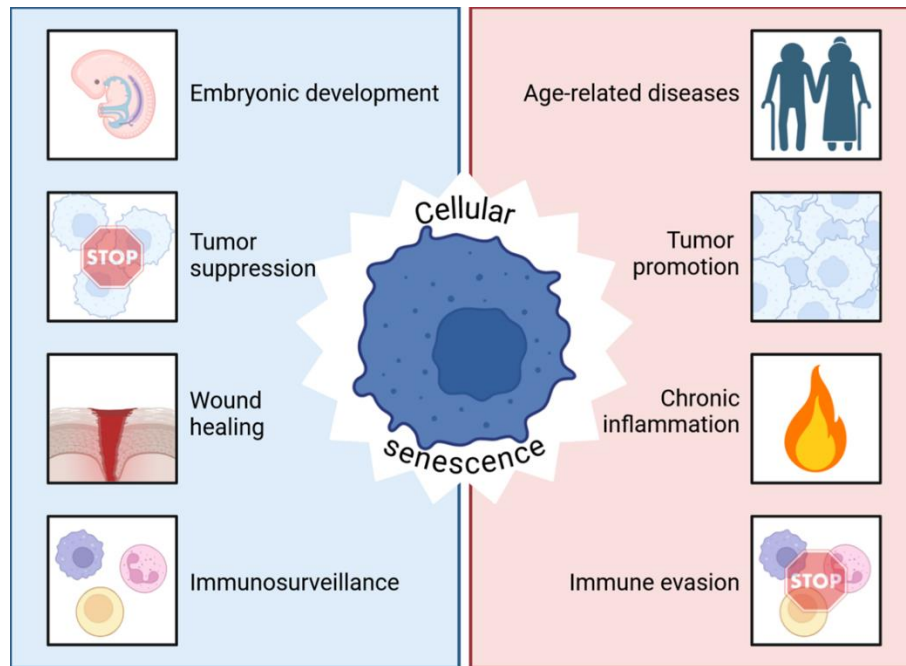 Embryonic development
STOP
Tumor
suppression
Wound
healing
Immunosurveillance
Cellular
senescence
Age-related diseases
Tumor
promotion
Chronic
inflammation
Immune evasion
STOP